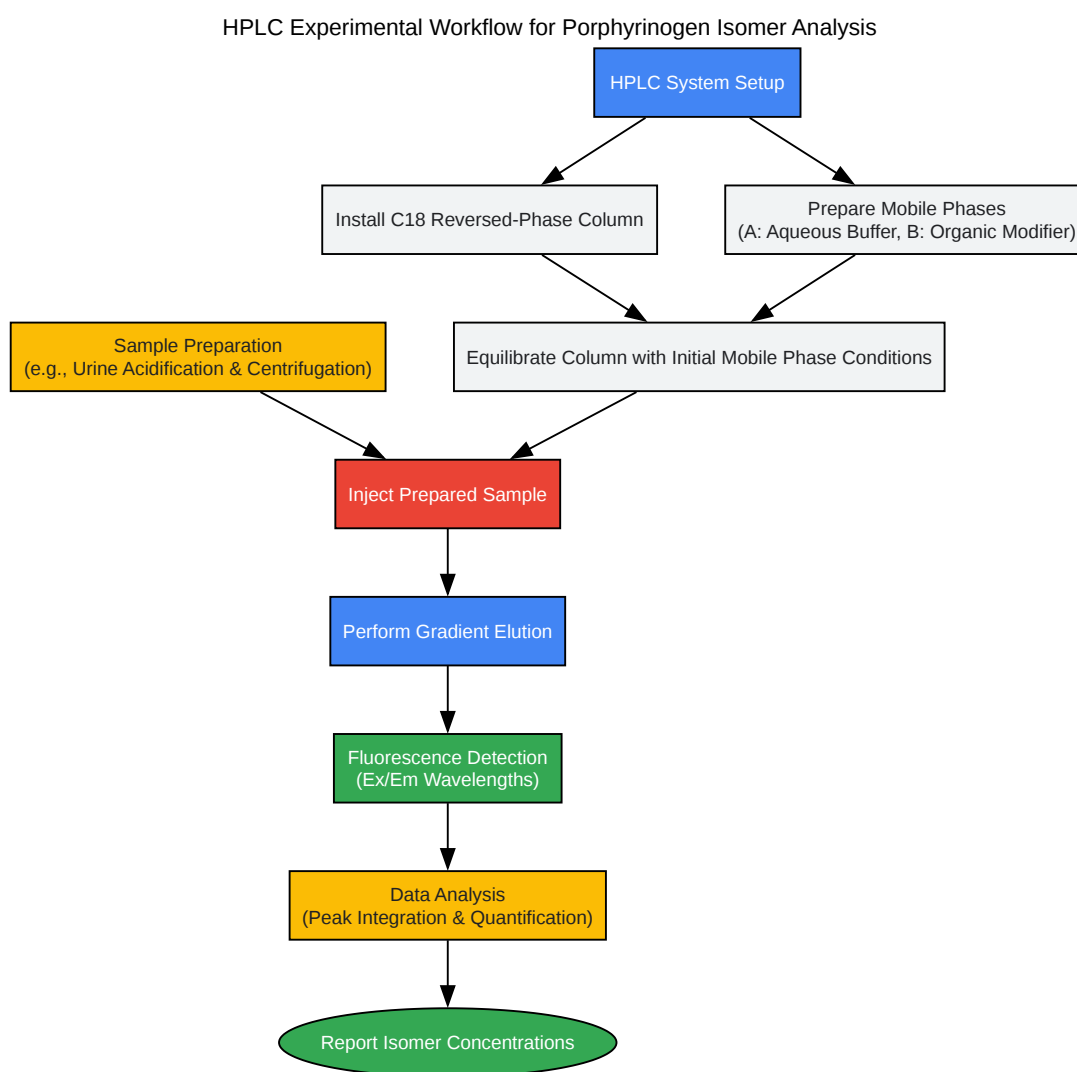 HPLC Experimental Workflow for Porphyrinogen Isomer Analysis
HPLC System Setup
Install C18 Reversed-Phase Column
Prepare Mobile Phases
(A: Aqueous Buffer, B: Organic Modifier)
Sample Preparation
(e.g., Urine Acidification & Centrifugation)
Equilibrate Column with Initial Mobile Phase Conditions
Inject Prepared Sample
Perform Gradient Elution
Fluorescence Detection
(Ex/Em Wavelengths)
Data Analysis
(Peak Integration & Quantification)
Report Isomer Concentrations